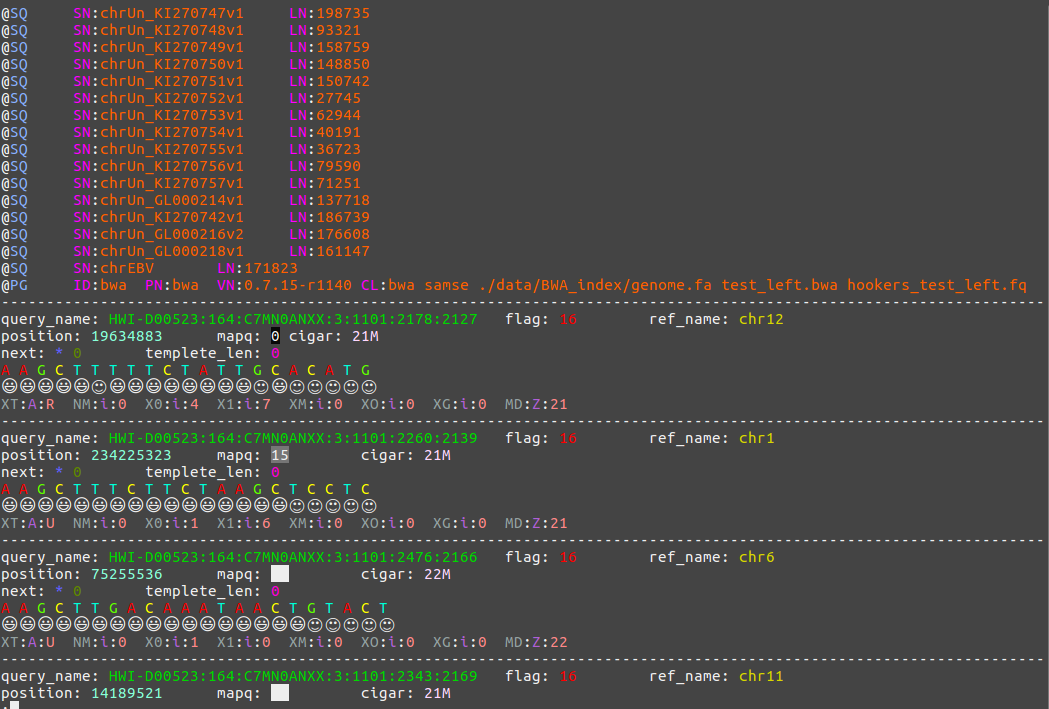 @SQ SN:chrUn_KI270747v1 LN:198735
@SQ SN:chrUn_KI270748v1 LN:93321
@SQ SN:chrUn_KI270749v1 LN:158759
@SQ SN:chrUn_KI270750v1 LN:148850
@SQ SN:chrUn_KI270751v1 LN:150742
@SQ SN:chrUn_KI270752v1 LN:27745
@SQ SN:chrUn_KI270753v1 LN:62944
@SQ SN:chrUn_KI270754v1 LN:40191
@SQ SN:chrUn_KI270755v1 LN:36723
@SQ SN:chrUn_KI270756v1 LN:79590
@SQ SN:chrUn_KI270757v1 LN:71251
@SQ SN:chrUn_GL000214v1 LN:137718
@SQ SN:chrUn_KI270742v1 LN:186739
@SQ SN:chrUn_GL000216v2 LN:176608
@SQ SN:chrUn_GL000218v1 LN:161147
@SQ SN:chrEBV LN:171823
@PG ID:bwa PN:bwa VN:0.7.15-r1140 CL:bwa samse ./data/BWA_index/genome.fa test_left.bwa hookers_test_left.fq
query_name: HWI-D00523:164:C7MN0ANXX:3:1101:2178:2127 flag: 16 ref_name: chr12
position: 19634883 mapq: 0 cigar: 21M
next: * 0 templete_len: 0
A A G C T T T T T C T A T T G C A C A T G
XT:A:R NM:i:0 X0:i:4 X1:i:7 XM:i:0 XO:i:0 XG:i:0 MD:Z:21
query_name: HWI-D00523:164:C7MN0ANXX:3:1101:2260:2139 flag: 16 ref_name: chr1
position: 234225323 mapq: 15 cigar: 21M
next: * 0 templete_len: 0
A A G C T T T C T T C T A A G C T C C T C
XT:A:U NM:i:0 X0:i:1 X1:i:6 XM:i:0 XO:i:0 XG:i:0 MD:Z:21
query_name: HWI-D00523:164:C7MN0ANXX:3:1101:2476:2166 flag: 16 ref_name: chr6
position: 75255536 mapq: cigar: 22M
next: * 0 templete_len: 0
A A G C T T G A C A A A T A A C T G T A C T
XT:A:U NM:i:0 X0:i:1 X1:i:0 XM:i:0 XO:i:0 XG:i:0 MD:Z:22
query_name: HWI-D00523:164:C7MN0ANXX:3:1101:2343:2169 flag: 16 ref_name: chr11
position: 14189521 mapq: cigar: 21M
: